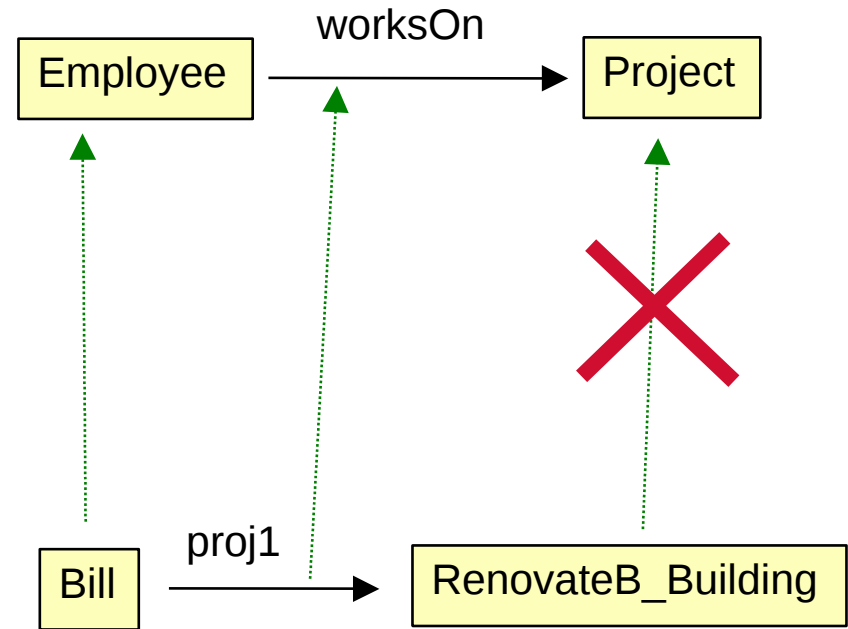 worksOn
Employee
Project
proj1
Bill
RenovateB_Building